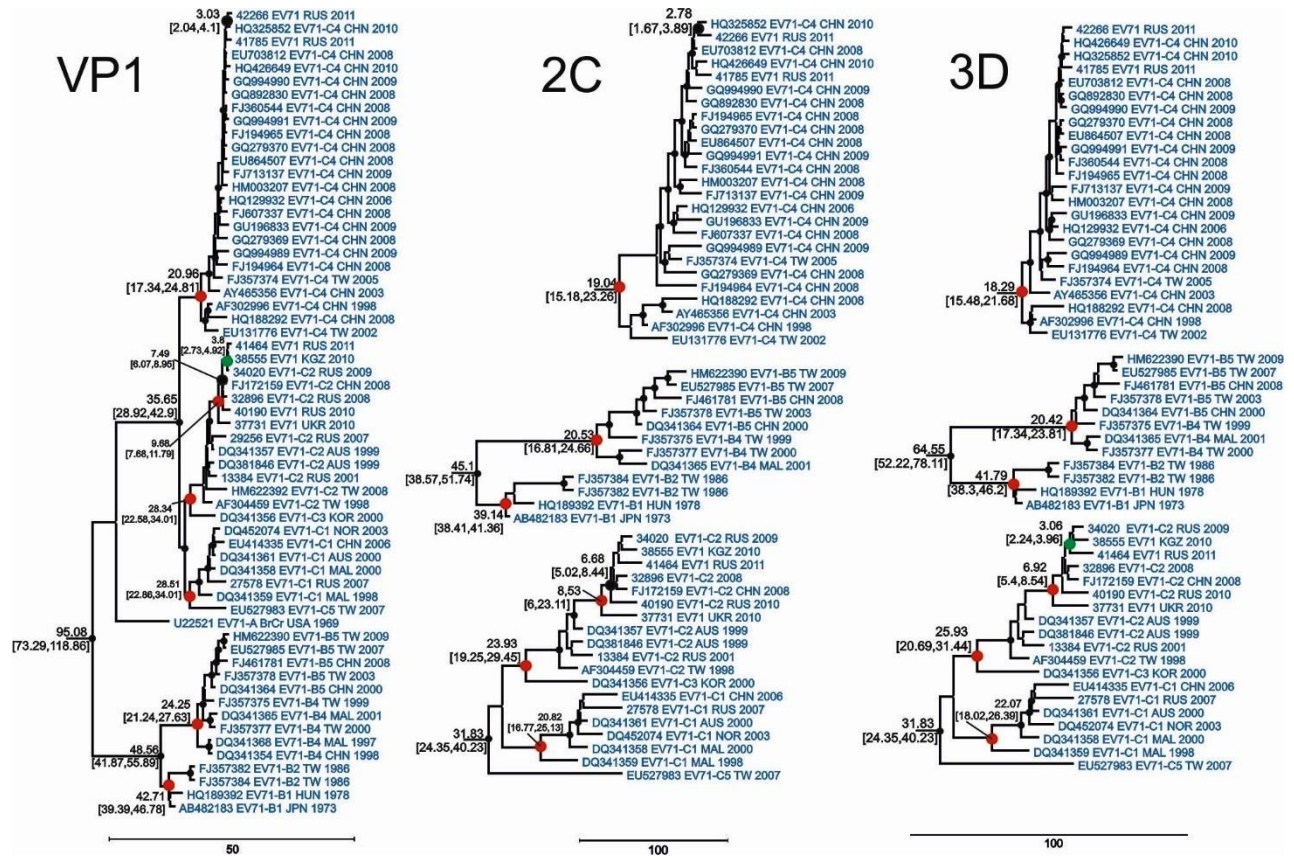 VP1
3.03
[2.04,4.1]
42266 EV71 RUS 2011
HQ325852 EV71-C4 CHN 2010
41785 EV71 RUS 2011
EU703812 EV71-C4 CHN 2008
HQ426649 EV71-C4 CHN 2010
GQ994990 EV71-C4 CHN 2009
GQ892830 EV71-C4 CHN 2008
FJ360544 EV71-C4 CHN 2008
GQ994991 EV71-C4 CHN 2009
FJ194965 EV71-C4 CHN 2008
GQ279370 EV71-C4 CHN 2008
EU864507 EV71-C4 CHN 2008
FJ713137 EV71-C4 CHN 2009
HM003207 EV71-C4 CHN 2008
HQ129932 EV71-C4 CHN 2006
FJ607337 EV71-C4 CHN 2008
GU196833 EV71-C4 CHN 2009
GQ279369 EV71-C4 CHN 2008
GQ994989 EV71-C4 CHN 2009
FJ194964 EV71-C4 CHN 2008
20.96
[17.34,24.81]
FJ357374 EV71-C4 TW 2005
AY465356 EV71-C4 CHN 2003
AF302996 EV71-C4 CHN 1998
HQ188292 EV71-C4 CHN 2008
EU131776 EV71-C4 TW 2002
3.8
[2.73,4.92]
41464 EV71 RUS 2011
38555 EV71 KGZ 2010
7.49
[6.07,8.95]
34020 EV71-C2 RUS 2009
FJ172159 EV71-C2 CHN 2008
32896 EV71-C2 RUS 2008
35.65
[28.92,42.9]
40190 EV71 RUS 2010
37731 EV71 UKR 2010
9.68
[7.68,11.79]
29256 EV71-C2 RUS 2007
DQ341357 EV71-C2 AUS 1999
DQ381846 EV71-C2 AUS 1999
13384 EV71-C2 RUS 2001
HM622392 EV71-C2 TW 2008
AF304459 EV71-C2 TW 1998
28.34
[22.58,34.01]
DQ341356 EV71-C3 KOR 2000
DQ452074 EV71-C1 NOR 2003
EU414335 EV71-C1 CHN 2006
DQ341361 EV71-C1 AUS 2000
DQ341358 EV71-C1 MAL 2000
27578 EV71-C1 RUS 2007
28.51
[22.86,34.01]
DQ341359 EV71-C1 MAL 1998
EU527983 EV71-C5 TW 2007
U22521 EV71-A BrCr USA 1969
95.08
[73.29,118.86]
HM622390 EV71-B5 TW 2009
EU527985 EV71-B5 TW 2007
FJ461781 EV71-B5 CHN 2008
FJ357378 EV71-B5 TW 2003
DQ341364 EV71-B5 CHN 2000
24.25
[21.24,27.63]
FJ357375 EV71-B4 TW 1999
DQ341365 EV71-B4 MAL 2001
FJ357377 EV71-B4 TW 2000
DQ341368 EV71-B4 MAL 1997
DQ341354 EV71-B4 CHN 1998
48.56
[41.87,55.89]
FJ357382 EV71-B2 TW 1986
FJ357384 EV71-B2 TW 1986
HQ189392 EV71-B1 HUN 1978
42.71
[39.39,46.78]
AB482183 EV71-B1 JPN 1973
50
2C
2.78
[1.67,3.89]
HQ325852 EV71-C4 CHN 2010
42266 EV71 RUS 2011
EU703812 EV71-C4 CHN 2008
HQ426649 EV71-C4 CHN 2010
41785 EV71 RUS 2011
GQ994990 EV71-C4 CHN 2009
GQ892830 EV71-C4 CHN 2008
FJ194965 EV71-C4 CHN 2008
GQ279370 EV71-C4 CHN 2008
EU864507 EV71-C4 CHN 2008
GQ994991 EV71-C4 CHN 2009
FJ360544 EV71-C4 CHN 2008
HM003207 EV71-C4 CHN 2008
FJ713137 EV71-C4 CHN 2009
HQ129932 EV71-C4 CHN 2006
GU196833 EV71-C4 CHN 2009
FJ607337 EV71-C4 CHN 2008
GQ994989 EV71-C4 CHN 2009
FJ357374 EV71-C4 TW 2005
GQ279369 EV71-C4 CHN 2008
19.04
[15.18,23.26]
FJ194964 EV71-C4 CHN 2008
HQ188292 EV71-C4 CHN 2008
AY465356 EV71-C4 CHN 2003
AF302996 EV71-C4 CHN 1998
EU131776 EV71-C4 TW 2002
HM622390 EV71-B5 TW 2009
EU527985 EV71-B5 TW 2007
FJ461781 EV71-B5 CHN 2008
FJ357378 EV71-B5 TW 2003
DQ341364 EV71-B5 CHN 2000
20.53
[16.81,24.66]
FJ357375 EV71-B4 TW 1999
FJ357377 EV71-B4 TW 2000
DQ341365 EV71-B4 MAL 2001
45.1
[38.57,51.74]
FJ357384 EV71-B2 TW 1986
FJ357382 EV71-B2 TW 1986
HQ189392 EV71-B1 HUN 1978
39.14
[38.41,41.36]
AB482183 EV71-B1 JPN 1973
34020 EV71-C2 RUS 2009
38555 EV71 KGZ 2010
6.68
[5.02,8.44]
41464 EV71 RUS 2011
32896 EV71-C2 2008
FJ172159 EV71-C2 CHN 2008
8,53
[6,23.11]
40190 EV71-C2 RUS 2010
37731 EV71 UKR 2010
DQ341357 EV71-C2 AUS 1999
DQ381846 EV71-C2 AUS 1999
23.93
[19.25,29.45]
13384 EV71-C2 RUS 2001
AF304459 EV71-C2 TW 1998
DQ341356 EV71-C3 KOR 2000
EU414335 EV71-C1 CHN 2006
27578 EV71-C1 RUS 2007
20.82
[16.77,25,13]
DQ341361 EV71-C1 AUS 2000
DQ452074 EV71-C1 NOR 2003
DQ341358 EV71-C1 MAL 2000
31.83
[24.35,40.23]
DQ341359 EV71-C1 MAL 1998
EU527983 EV71-C5 TW 2007
100
3D
42266 EV71 RUS 2011
HQ426649 EV71-C4 CHN 2010
HQ325852 EV71-C4 CHN 2010
41785 EV71 RUS 2011
EU703812 EV71-C4 CHN 2008
GQ892830 EV71-C4 CHN 2008
GQ994990 EV71-C4 CHN 2009
GQ279370 EV71-C4 CHN 2008
EU864507 EV71-C4 CHN 2008
GQ994991 EV71-C4 CHN 2009
FJ360544 EV71-C4 CHN 2008
FJ194965 EV71-C4 CHN 2008
FJ713137 EV71-C4 CHN 2009
HM003207 EV71-C4 CHN 2008
GU196833 EV71-C4 CHN 2009
HQ129932 EV71-C4 CHN 2006
GQ279369 EV71-C4 CHN 2008
GQ994989 EV71-C4 CHN 2009
FJ194964 EV71-C4 CHN 2008
FJ357374 EV71-C4 TW 2005
18.29
[15.48,21.68]
AY465356 EV71-C4 CHN 2003
HQ188292 EV71-C4 CHN 2008
AF302996 EV71-C4 CHN 1998
EU131776 EV71-C4 TW 2002
HM622390 EV71-B5 TW 2009
EU527985 EV71-B5 TW 2007
FJ461781 EV71-B5 CHN 2008
FJ357378 EV71-B5 TW 2003
DQ341364 EV71-B5 CHN 2000
20.42
[17.34,23.81]
FJ357375 EV71-B4 TW 1999
DQ341365 EV71-B4 MAL 2001
FJ357377 EV71-B4 TW 2000
64.55
[52.22,78.11]
FJ357384 EV71-B2 TW 1986
FJ357382 EV71-B2 TW 1986
41.79
[38.3,46.2]
HQ189392 EV71-B1 HUN 1978
AB482183 EV71-B1 JPN 1973
3.06
[2.24,3.96]
34020 EV71-C2 RUS 2009
38555 EV71 KGZ 2010
41464 EV71 RUS 2011
6.92
[5.4,8.54]
32896 EV71-C2 2008
FJ172159 EV71-C2 CHN 2008
40190 EV71-C2 RUS 2010
37731 EV71 UKR 2010
DQ341357 EV71-C2 AUS 1999
25.93
[20.69,31.44]
DQ381846 EV71-C2 AUS 1999
13384 EV71-C2 RUS 2001
AF304459 EV71-C2 TW 1998
DQ341356 EV71-C3 KOR 2000
EU414335 EV71-C1 CHN 2006
22.07
[18.02,26.39]
27578 EV71-C1 RUS 2007
DQ341361 EV71-C1 AUS 2000
DQ452074 EV71-C1 NOR 2003
DQ341358 EV71-C1 MAL 2000
31.83
[24.35,40.23]
DQ341359 EV71-C1 MAL 1998
EU527983 EV71-C5 TW 2007
100